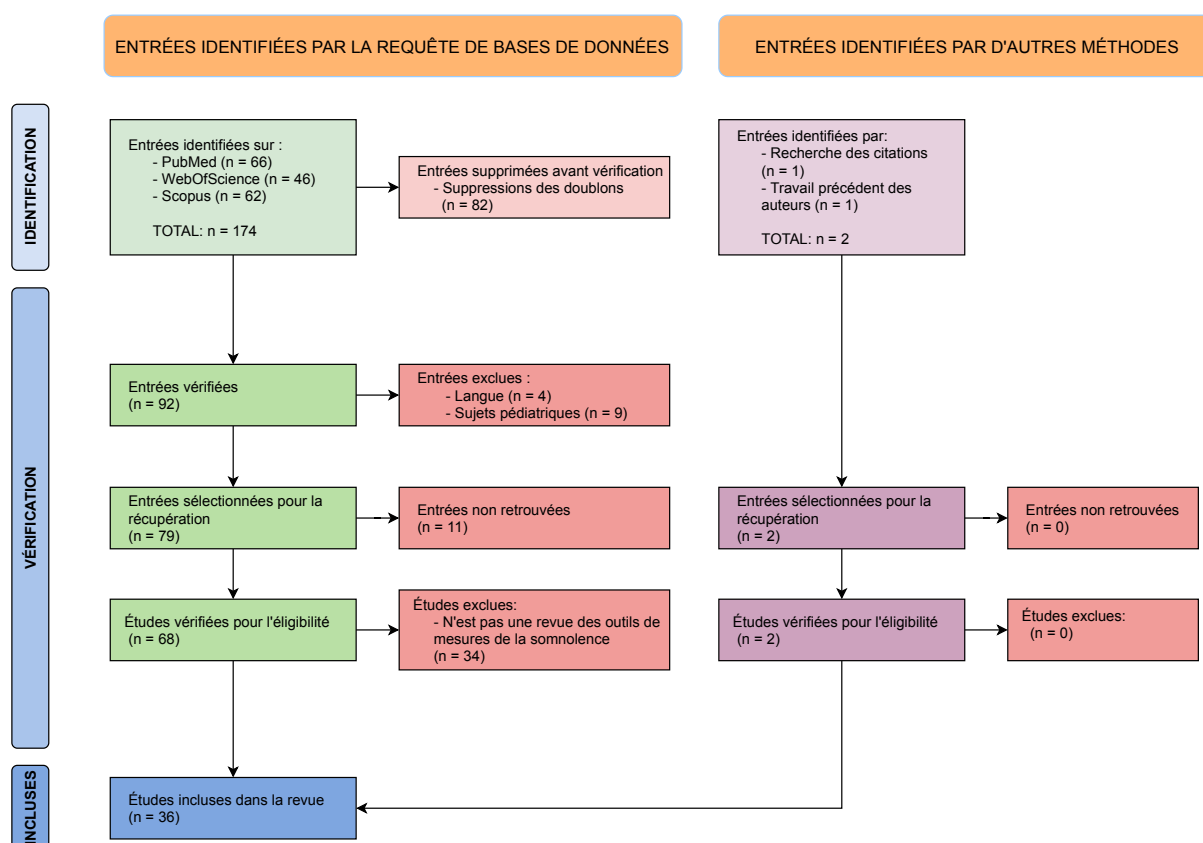 ENTRÉES IDENTIFIÉES PAR LA REQUÊTE DE BASES DE DONNÉES
ENTRÉES IDENTIFIÉES PAR D'AUTRES MÉTHODES
IDENTIFICATION
Entrées identifiées sur :
- PubMed (n = 66)
- WebOfScience (n = 46)
- Scopus (n = 62)
TOTAL: n = 174
Entrées supprimées avant vérification
- Suppressions des doublons
(n = 82)
Entrées identifiées par:
- Recherche des citations
(n = 1)
- Travail précédent des
auteurs (n = 1)
TOTAL: n = 2
VÉRIFICATION
Entrées vérifiées
(n = 92)
Entrées exclues :
- Langue (n = 4)
- Sujets pédiatriques (n = 9)
Entrées sélectionnées pour la
récupération
(n = 79)
Entrées non retrouvées
(n = 11)
Entrées sélectionnées pour la
récupération
(n = 2)
Entrées non retrouvées
(n = 0)
Études vérifiées pour l'éligibilité
(n = 68)
Études exclues:
- N'est pas une revue des outils de
mesures de la somnolence
(n = 34)
Études vérifiées pour l'éligibilité
(n = 2)
Études exclues:
(n = 0)
INCLUSES
Études incluses dans la revue
(n = 36)